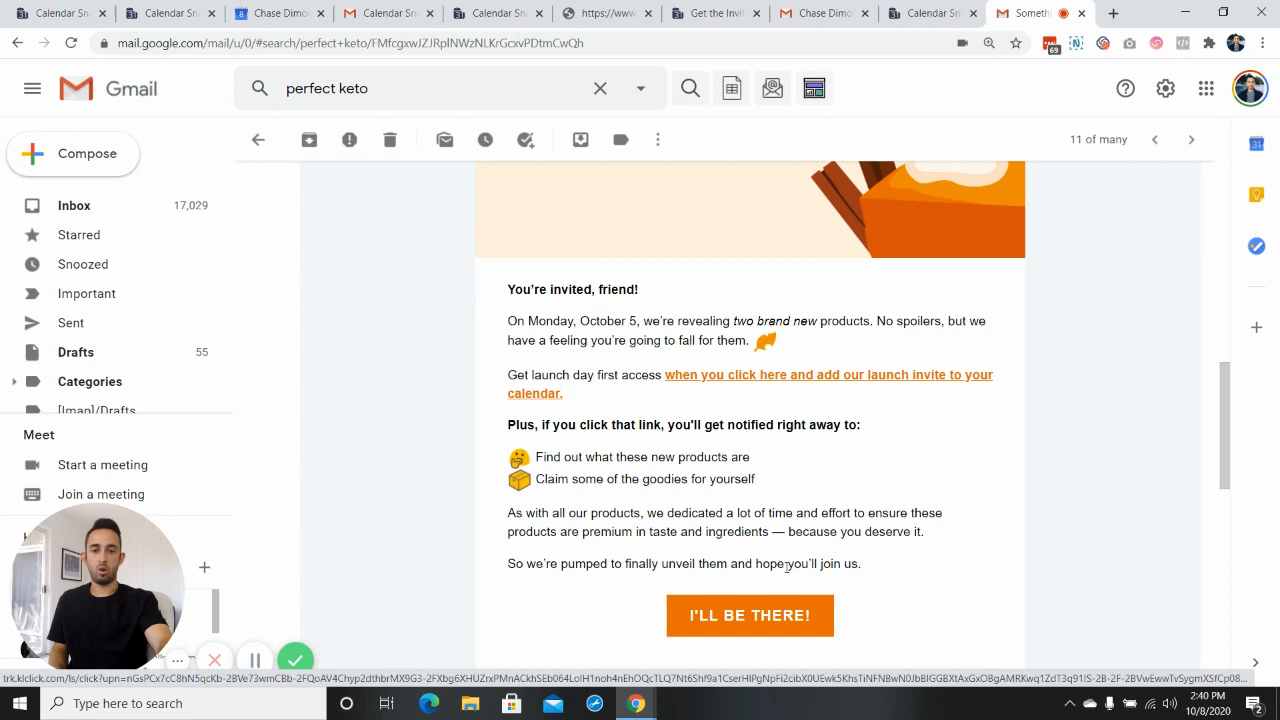 Calendar Sna
Calendar Sna
Chase Dimo
Calendar Sn
Calendar Sn
https://www
Get the Invit
Chase Dimo
Calendar Sn
Someth
mail.google.com/mail/u/0/#search/perfect+keto/FMfcgxwJZJRplNWzNLKrGcxvPDtmCwQh
69
Gmail
perfect keto
Compose
11 of many
Inbox 17,029
Starred
Snoozed
Important
Sent
Drafts 55
Categories
[Imap]/Drafts
Meet
Start a meeting
Join a meeting
You're invited, friend!
On Monday, October 5, we're revealing two brand new products. No spoilers, but we
have a feeling you're going to fall for them.
Get launch day first access when you click here and add our launch invite to your
calendar.
Plus, if you click that link, you'll get notified right away to:
Find out what these new products are
Claim some of the goodies for yourself
As with all our products, we dedicated a lot of time and effort to ensure these
products are premium in taste and ingredients — because you deserve it.
So we're pumped to finally unveil them and hope you'll join us.
I'LL BE THERE!
Type here to search
2:40 PM
10/8/2020
2